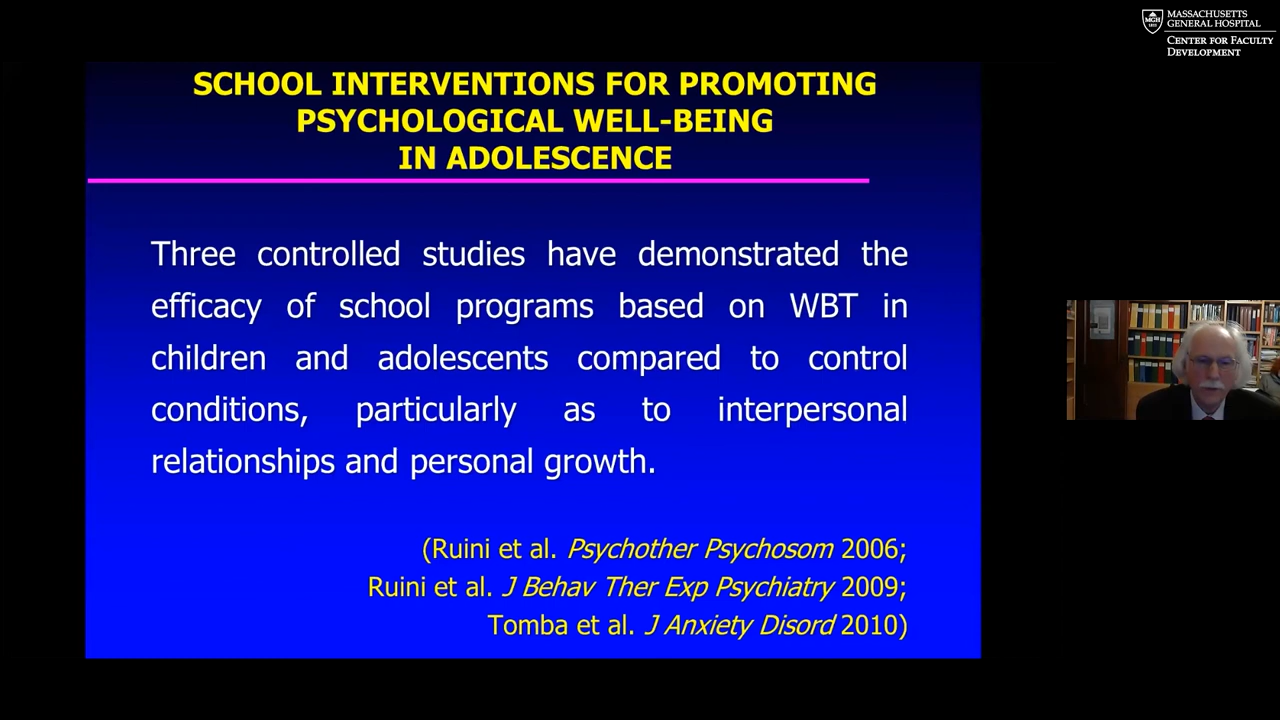 MASSACHUSETTS
GENERAL HOSPITAL
CENTER FOR FACULTY
DEVELOPMENT
MGH
1811
SCHOOL INTERVENTIONS FOR PROMOTING
PSYCHOLOGICAL WELL-BEING
IN ADOLESCENCE
Three controlled studies have demonstrated the
efficacy of school programs based on WBT in
children and adolescents compared to control
conditions, particularly as to interpersonal
relationships and personal growth.
(Ruini et al. Psychother Psychosom 2006;
Ruini et al. J Behav Ther Exp Psychiatry 2009;
Tomba et al. J Anxiety Disord 2010)